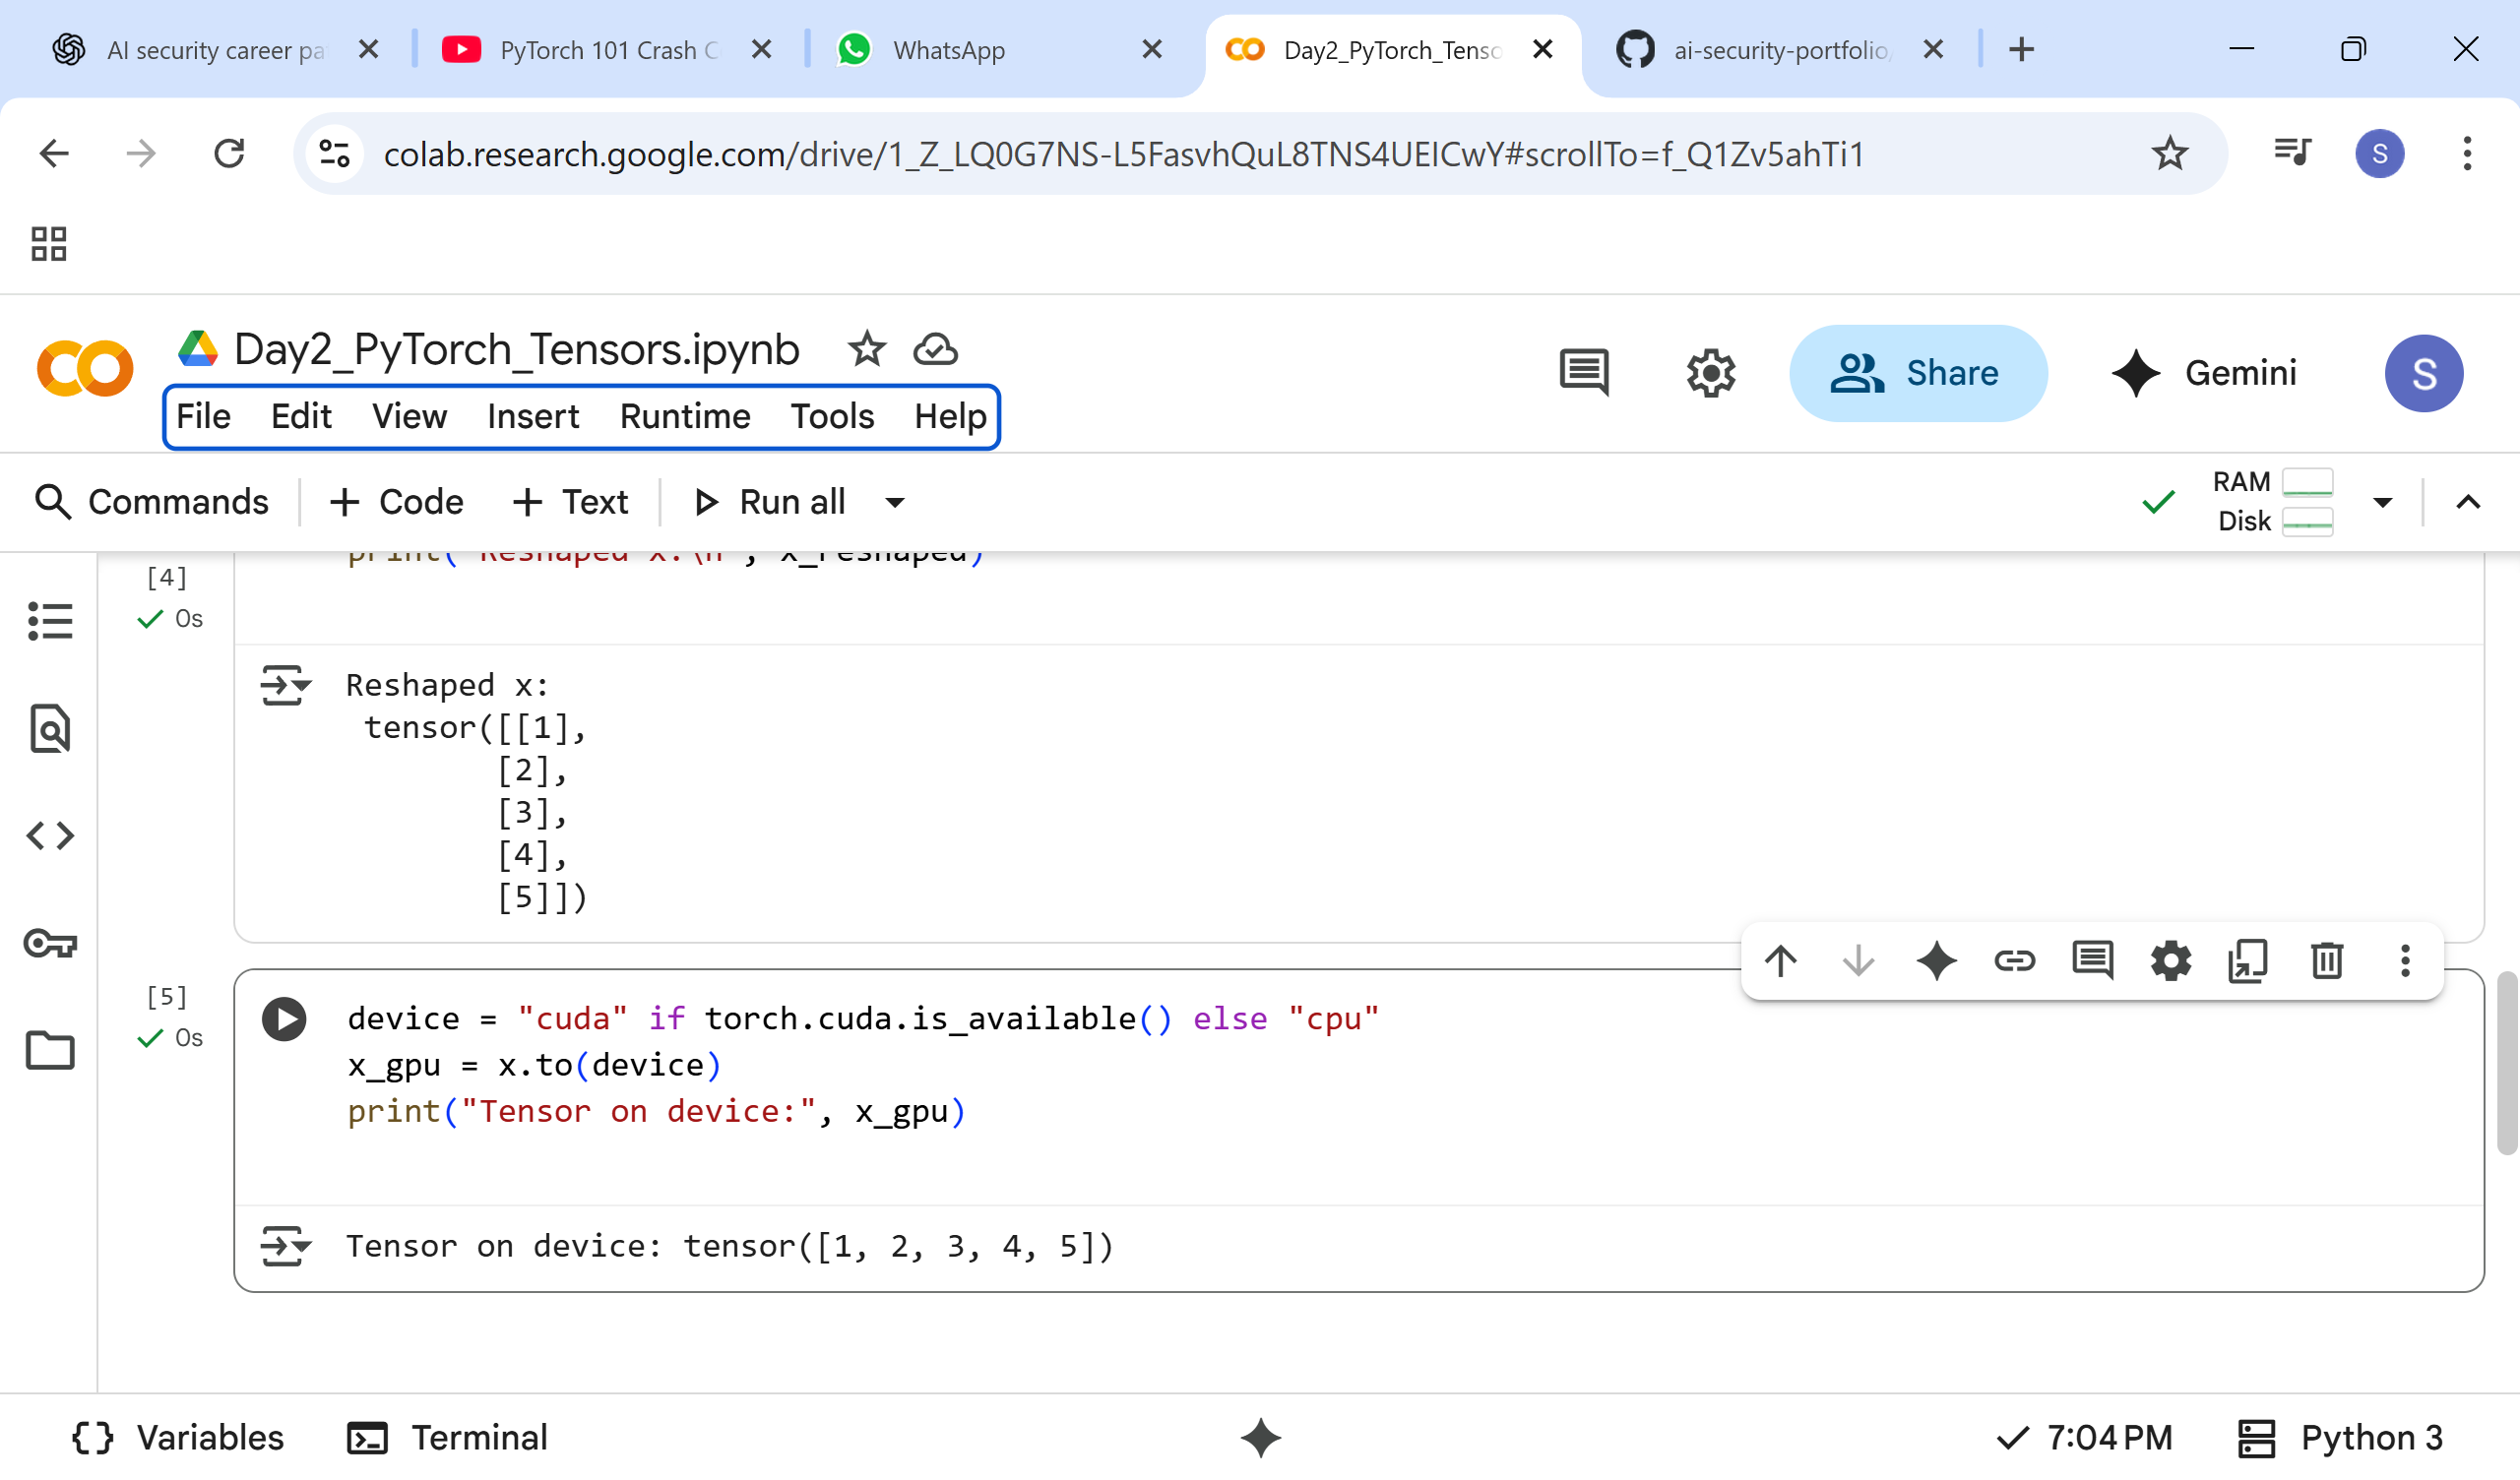 AI security career pa
PyTorch 101 Crash C
WhatsApp
Day2_PyTorch_Tenso
ai-security-portfolio/
colab.research.google.com/drive/1_Z_LQ0G7NS-L5FasvhQuL8TNS4UEICwY#scrollTo=f_Q1Zv5ahTi1
S
Day2_PyTorch_Tensors.ipynb
File Edit View Insert Runtime Tools Help
Share
Gemini
S
Commands
+ Code
+ Text
Run all
RAM
Disk
[4]
0s
print("Reshaped x:\n", x_reshaped)
Reshaped x:
tensor([[1],
[2],
[3],
[4],
[5]])
[5]
0s
device = "cuda" if torch.cuda.is_available() else "cpu"
x_gpu = x.to(device)
print("Tensor on device:", x_gpu)
Tensor on device: tensor([1, 2, 3, 4, 5])
Variables
Terminal
7:04 PM
Python 3